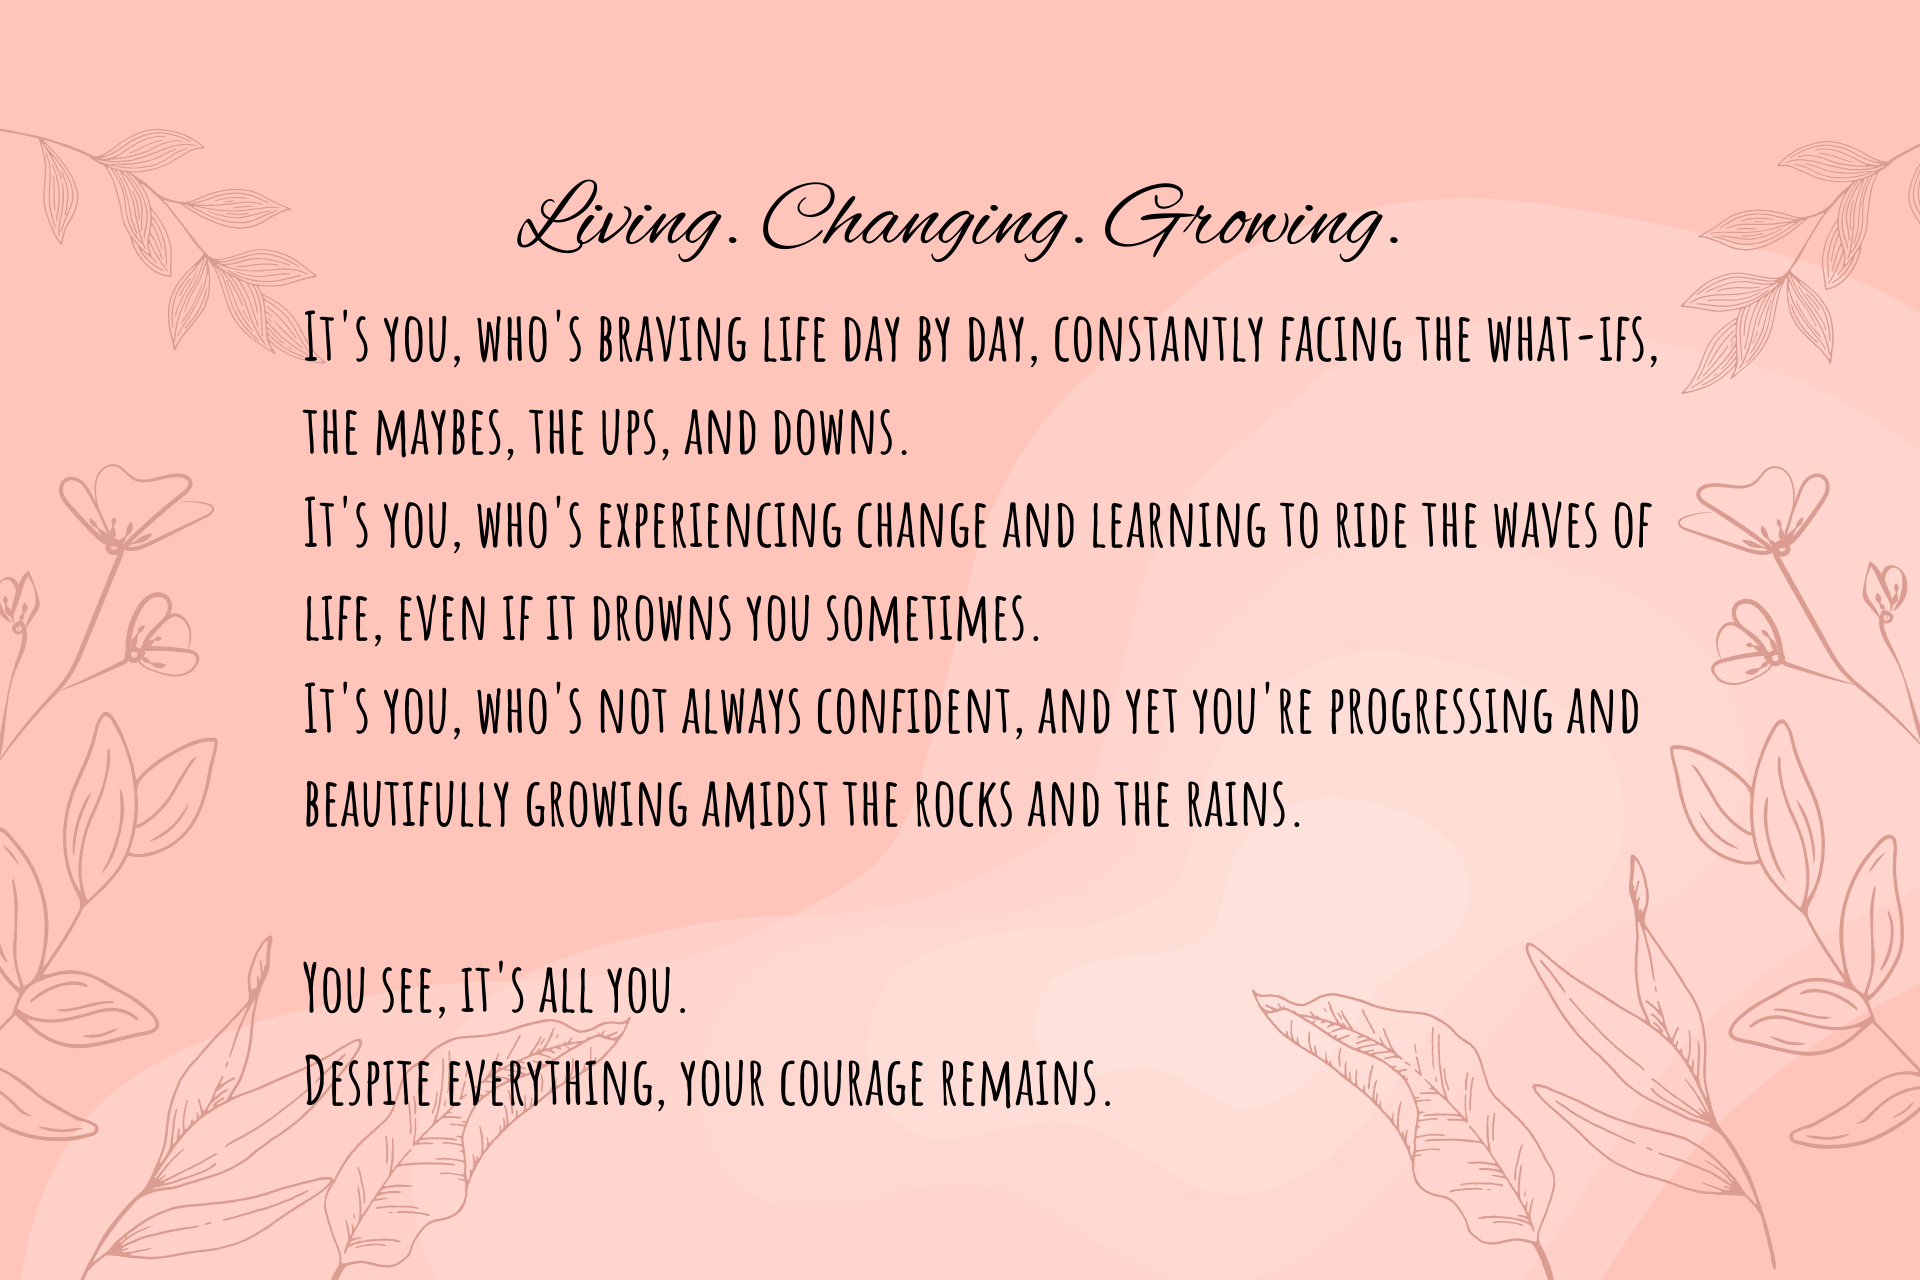 Living. Changing. Growing.
It's you, who's braving life day by day, constantly facing the what-ifs,
the maybes, the ups, and downs.
It's you, who's experiencing change and learning to ride the waves of
life, even if it drowns you sometimes.
It's you, who's not always confident, and yet you're progressing and
beautifully growing amidst the rocks and the rains.
You see, it's all you.
Despite everything, your courage remains.